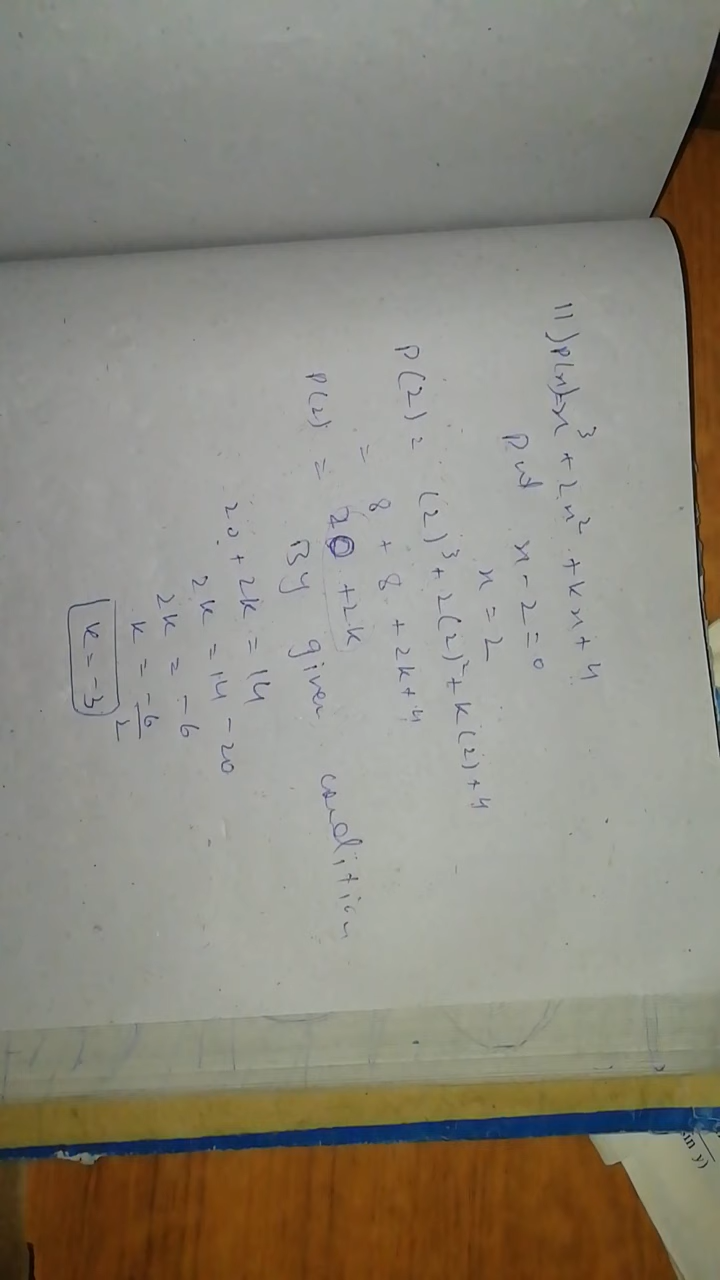 11) P(x)=x³ + 2x² + kx + 4
Put x - 2 = 0
x = 2
P(2) = (2)³ + 2(2)² + k(2) + 4
= 8 + 8 + 2k + 4
P(2) = 20 + 2k
By given condition
20 + 2k = 14
2k = 14 - 20
2k = -6
k = -6/2
k = -3
in y)